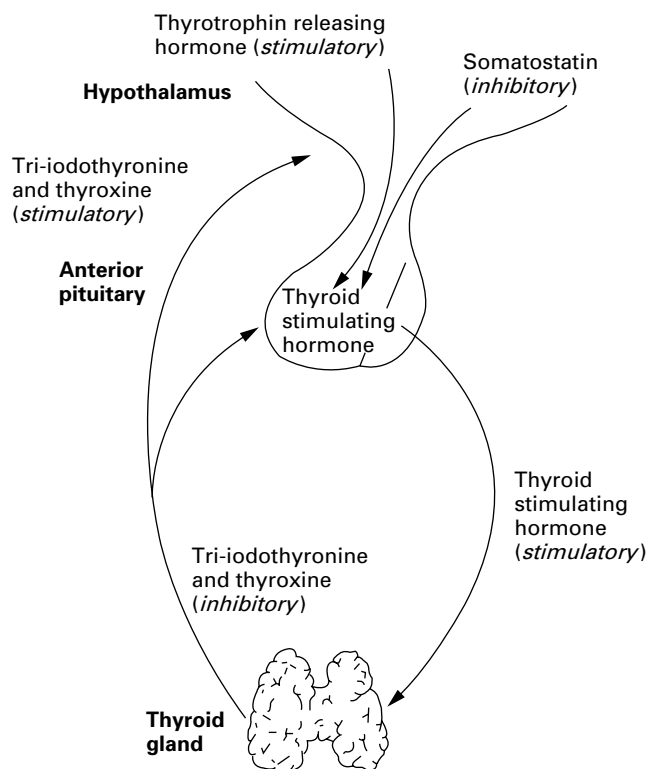 Thyrotrophin releasing
hormone (stimulatory)
Somatostatin
(inhibitory)
Hypothalamus
Tri-iodothyronine
and thyroxine
(stimulatory)
Anterior
pituitary
Thyroid
stimulating
hormone
Thyroid
stimulating
hormone
(stimulatory)
Tri-iodothyronine
and thyroxine
(inhibitory)
Thyroid
gland